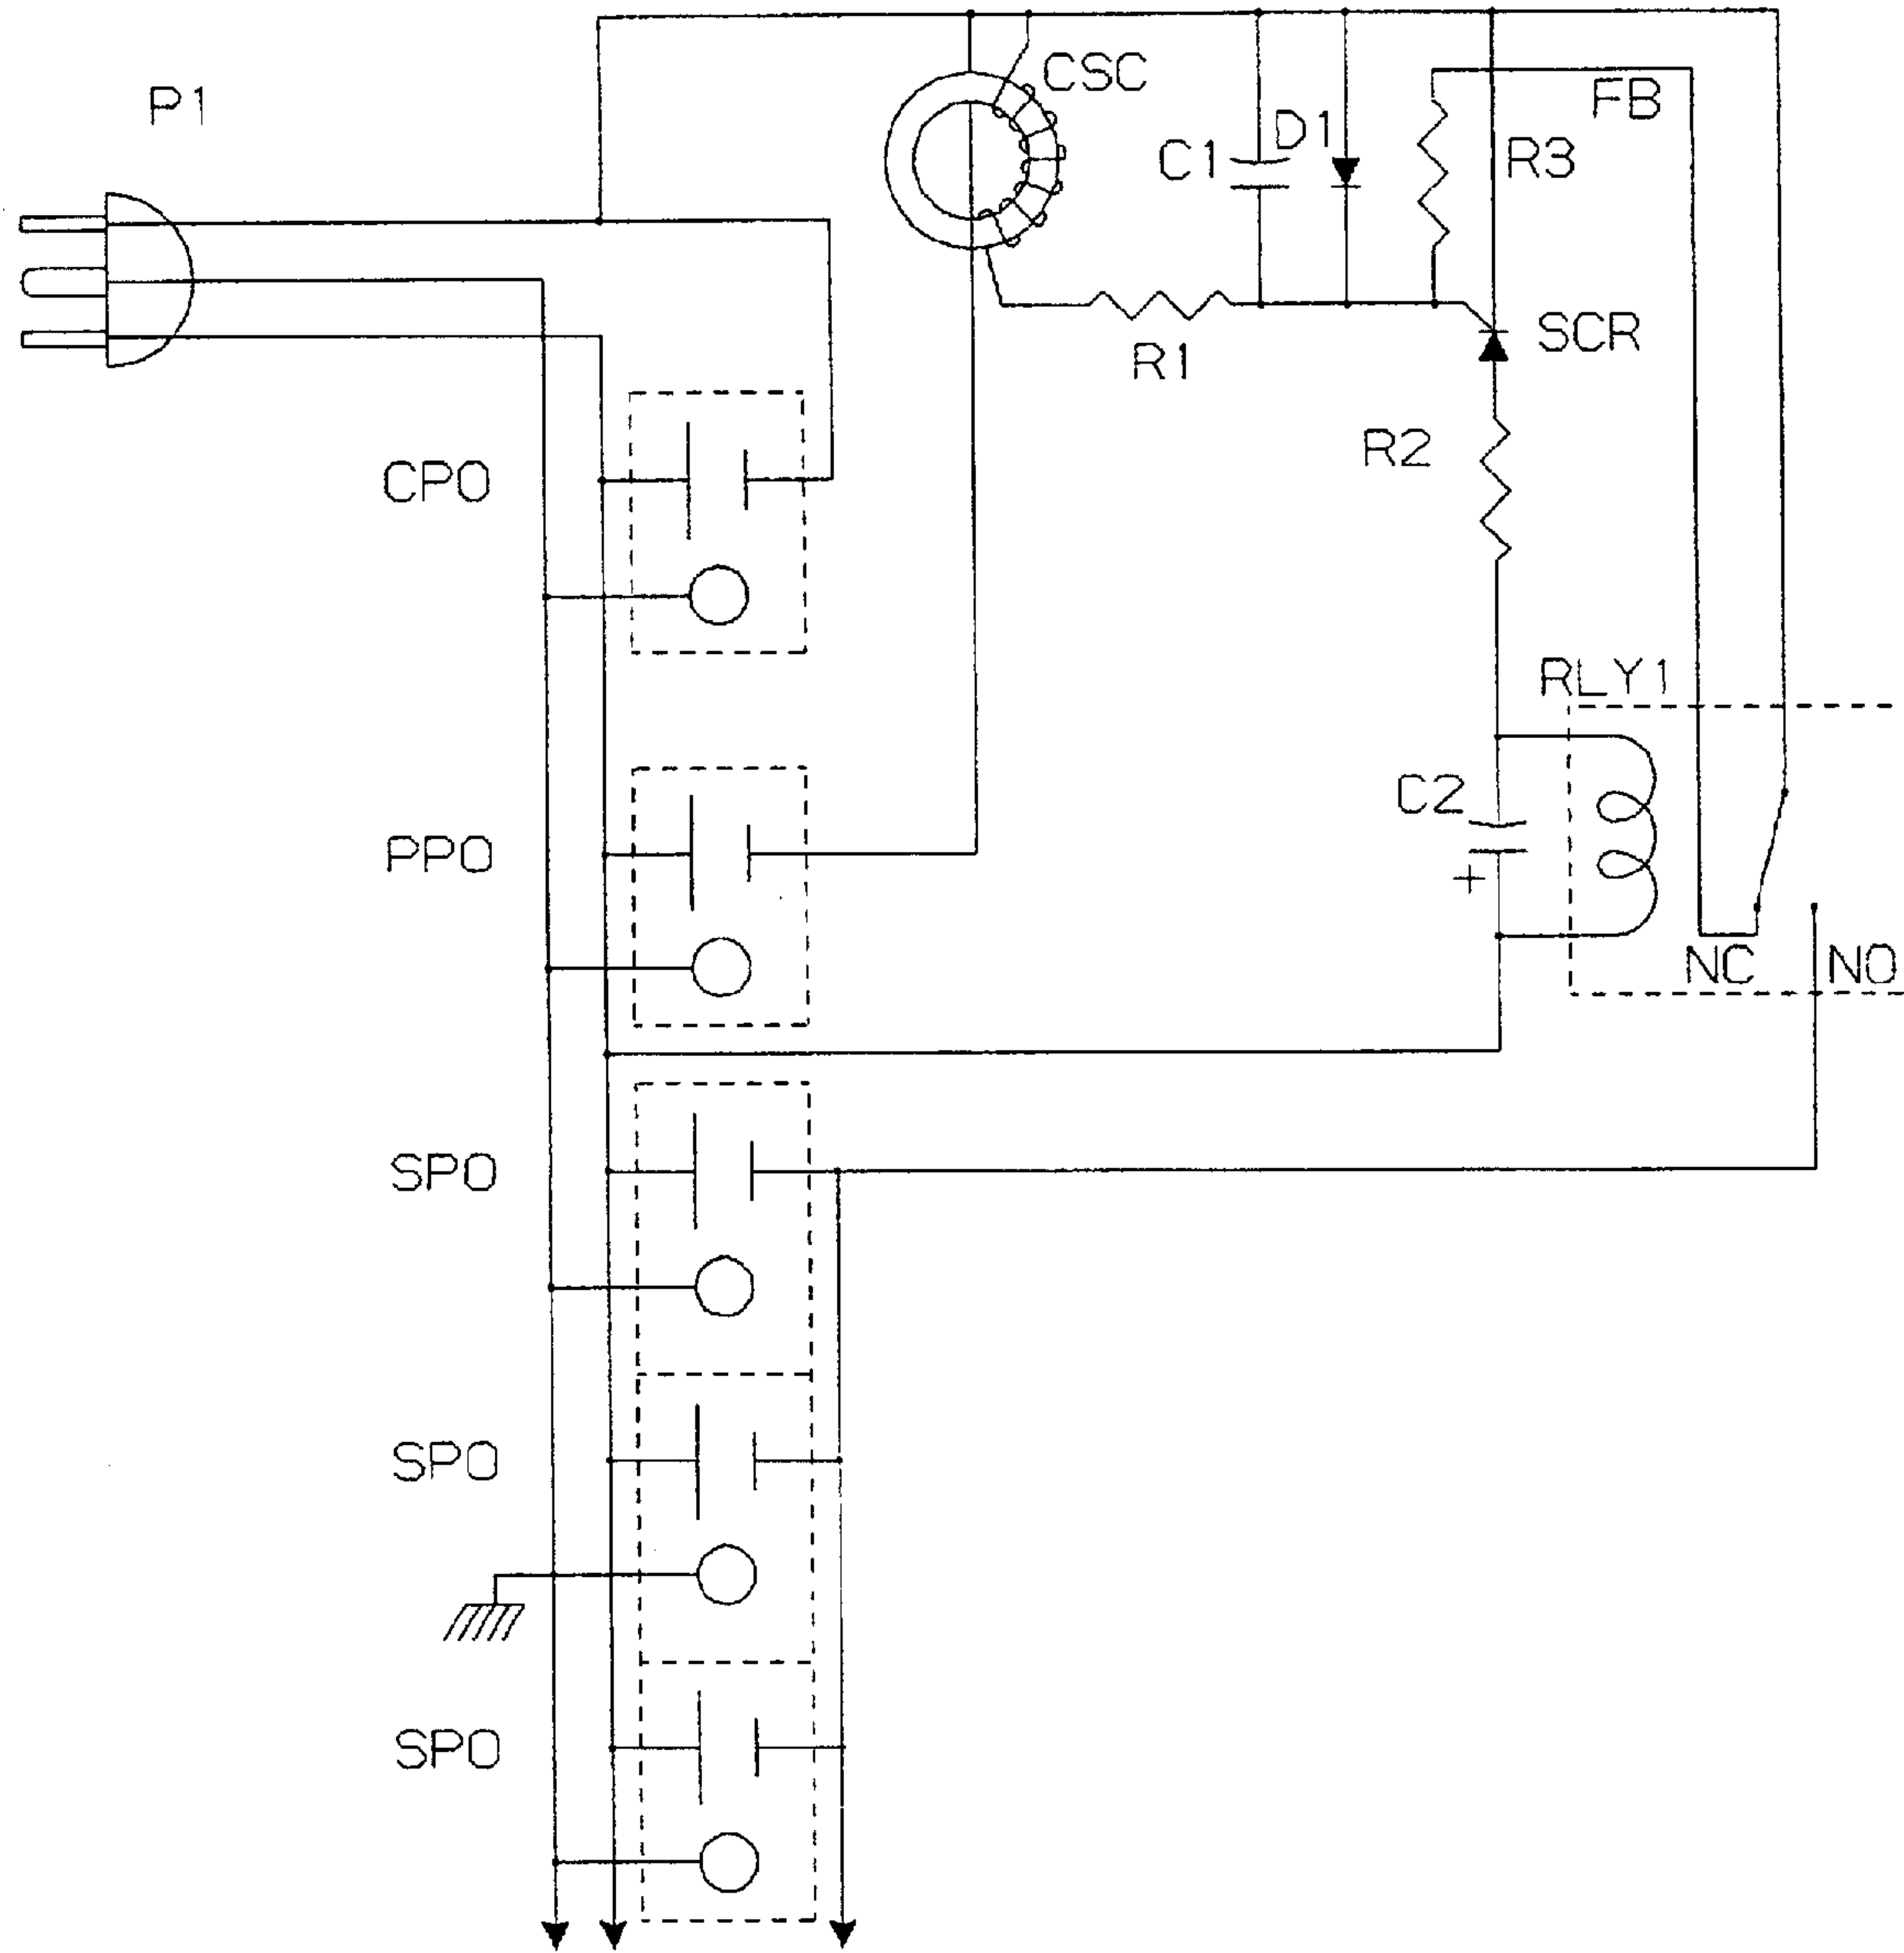 P1
CSC
C1
D1
FB
R3
R1
SCR
R2
CPO
RLY1
C2
+
PPO
NC
NO
SPO
SPO
SPO